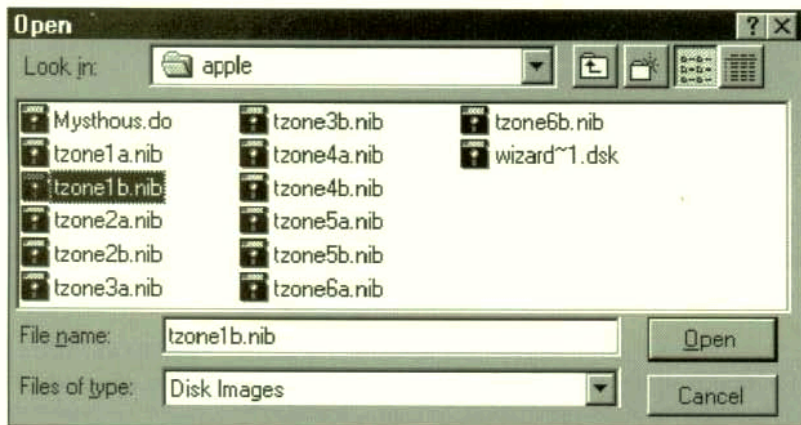 Open
Look in: apple
Mysthous.do
tzone1a.nib
tzone1b.nib
tzone2a.nib
tzone2b.nib
tzone3a.nib
tzone3b.nib
tzone4a.nib
tzone4b.nib
tzone5a.nib
tzone5b.nib
tzone6a.nib
tzone6b.nib
wizard~1.dsk
File name: tzone1b.nib
Open
Files of type: Disk Images
Cancel